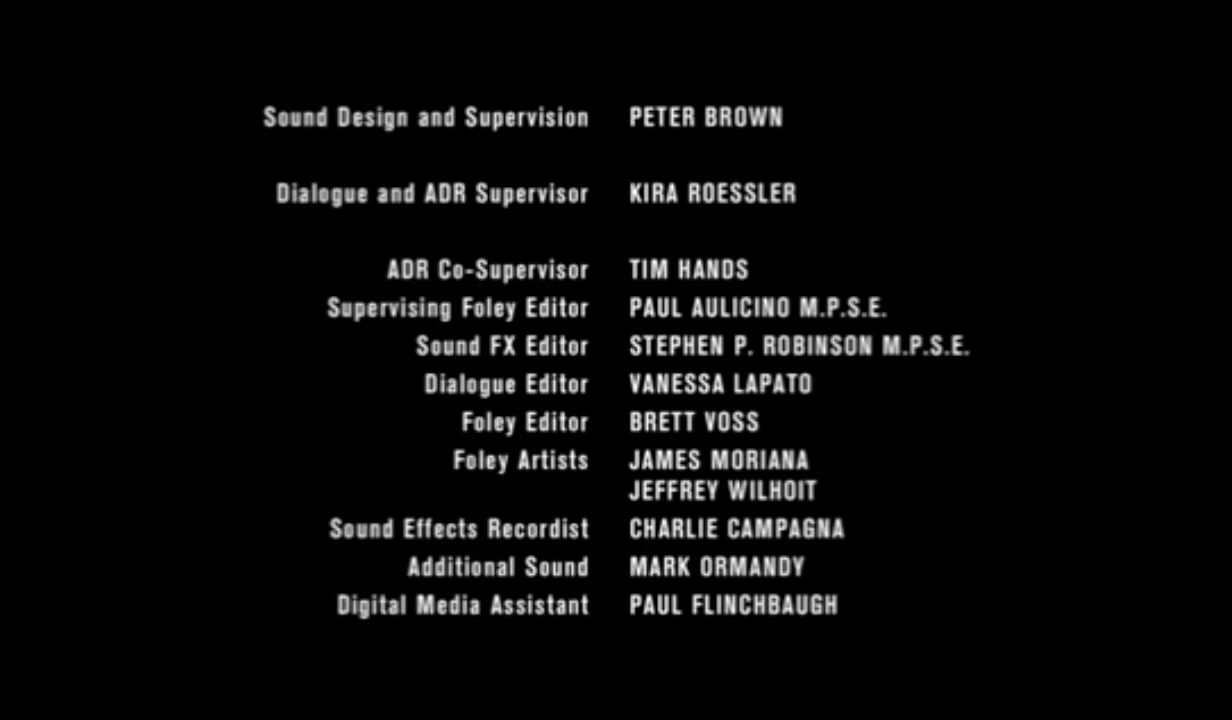 Sound Design and Supervision PETER BROWN
Dialogue and ADR Supervisor KIRA ROESSLER
ADR Co-Supervisor TIM HANDS
Supervising Foley Editor PAUL AULICINO M.P.S.E.
Sound FX Editor STEPHEN P. ROBINSON M.P.S.E.
Dialogue Editor VANESSA LAPATO
Foley Editor BRETT VOSS
Foley Artists JAMES MORIANA
JEFFREY WILHOIT
Sound Effects Recordist CHARLIE CAMPAGNA
Additional Sound MARK ORMANDY
Digital Media Assistant PAUL FLINCHBAUGH